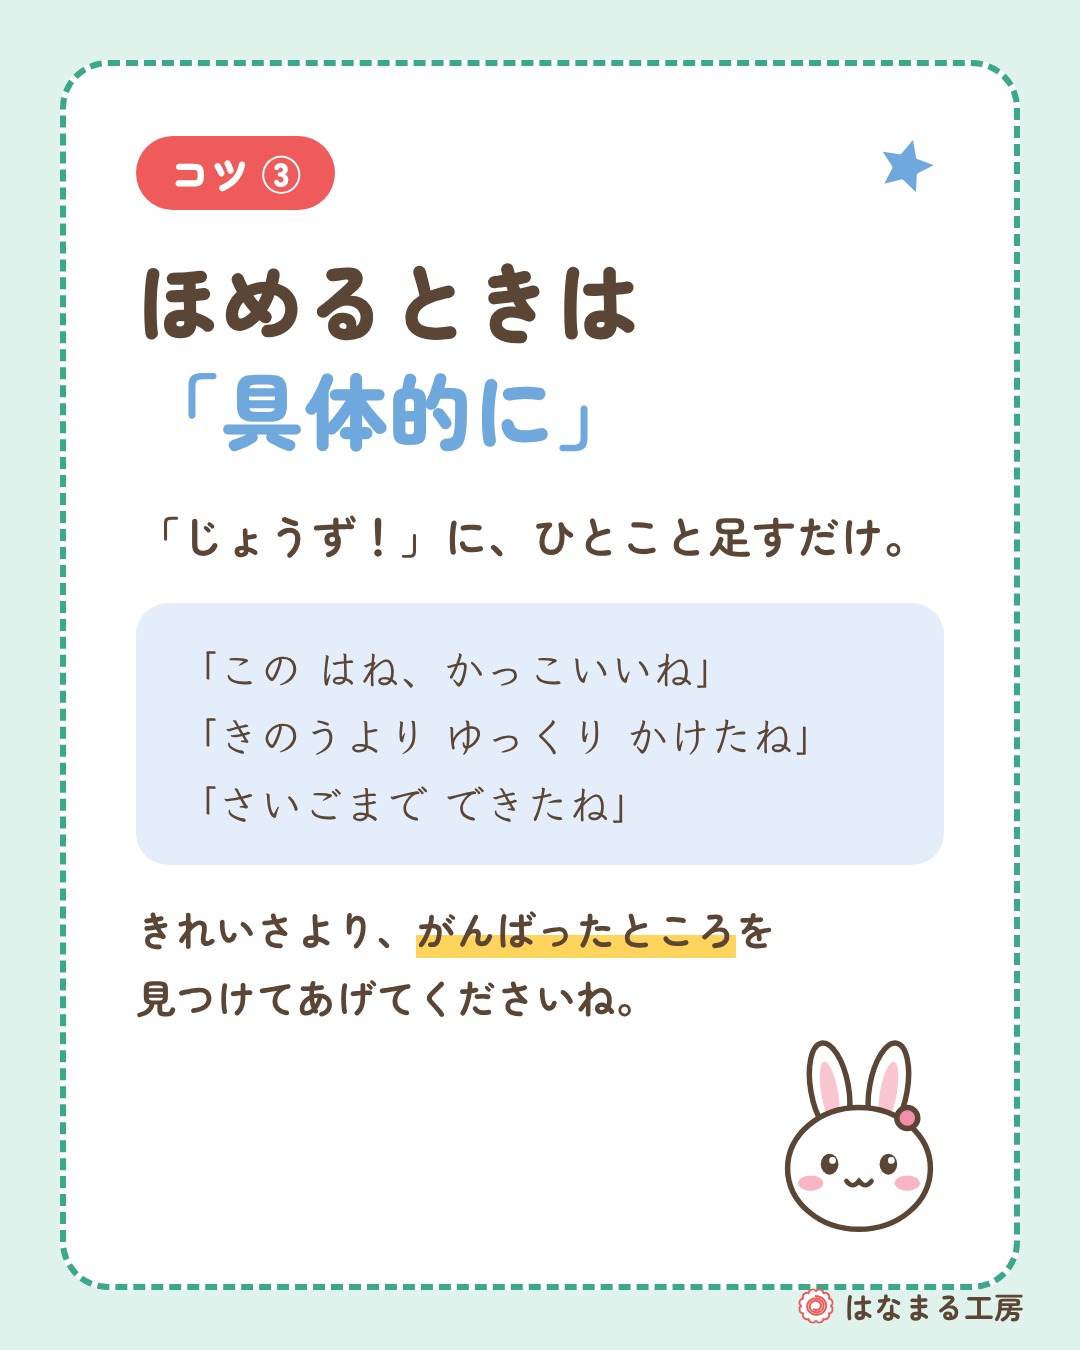 コツ ③
ほめるときは
「具体的に」
「じょうず！」に、ひとこと足すだけ。
「この はね、かっこいいね」
「きのうより ゆっくり かけたね」
「さいごまで できたね」
きれいさより、がんばったところを
見つけてあげてくださいね。
はなまる工房